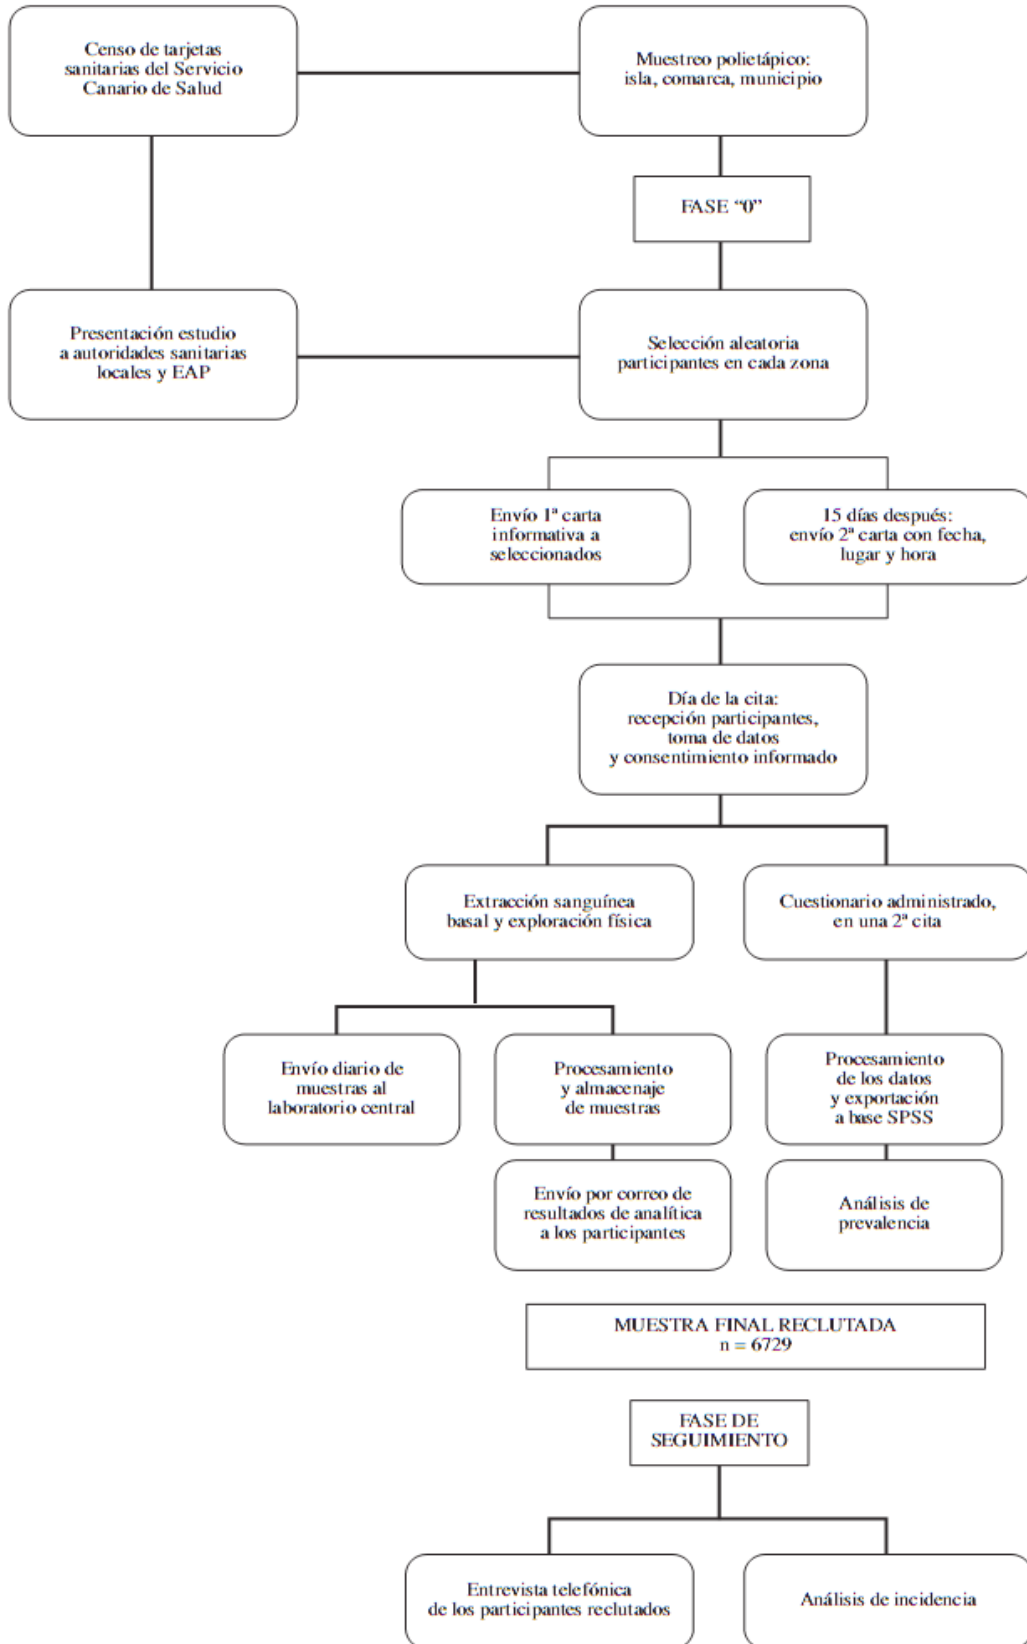 Censo de tarjetas
sanitarias del Servicio
Canario de Salud
Muestreo polietápico:
isla, comarca, municipio
FASE “0”
Presentación estudio
a autoridades sanitarias
locales y EAP
Selección aleatoria
participantes en cada zona
Envío 1ª carta
informativa a
seleccionados
15 días después:
envío 2ª carta con fecha,
lugar y hora
Día de la cita:
recepción participantes,
toma de datos
y consentimiento informado
Extracción sanguínea
basal y exploración física
Cuestionario administrado,
en una 2ª cita
Envío diario de
muestras al
laboratorio central
Procesamiento
y almacenaje
de muestras
Procesamiento
de los datos
y exportación
a base SPSS
Envío por correo de
resultados de analítica
a los participantes
Análisis de
prevalencia
MUESTRA FINAL RECLUTADA
n = 6729
FASE DE
SEGUIMIENTO
Entrevista telefónica
de los participantes reclutados
Análisis de incidencia